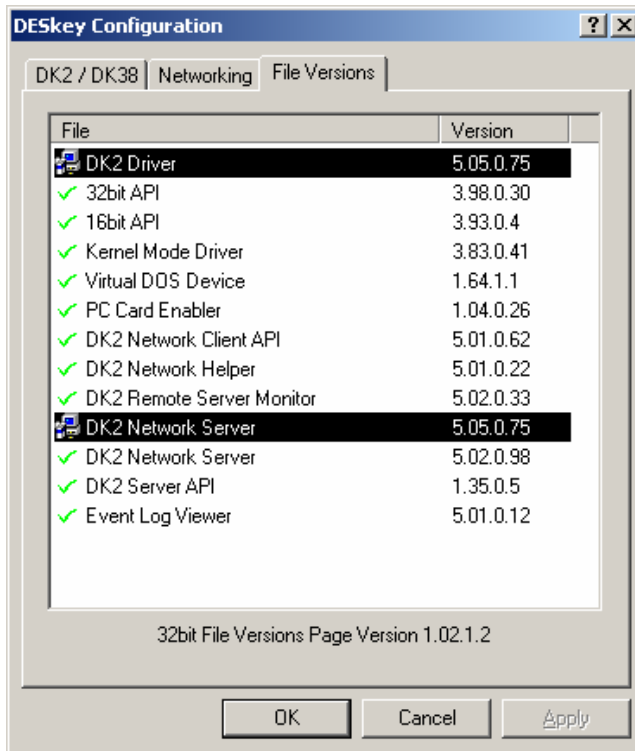 DESkey Configuration
DK2 / DK38 Networking File Versions
File Version
DK2 Driver 5.05.0.75
32bit API 3.98.0.30
16bit API 3.93.0.4
Kernel Mode Driver 3.83.0.41
Virtual DOS Device 1.64.1.1
PC Card Enabler 1.04.0.26
DK2 Network Client API 5.01.0.62
DK2 Network Helper 5.01.0.22
DK2 Remote Server Monitor 5.02.0.33
DK2 Network Server 5.05.0.75
DK2 Network Server 5.02.0.98
DK2 Server API 1.35.0.5
Event Log Viewer 5.01.0.12
32bit File Versions Page Version 1.02.1.2
OK Cancel Apply